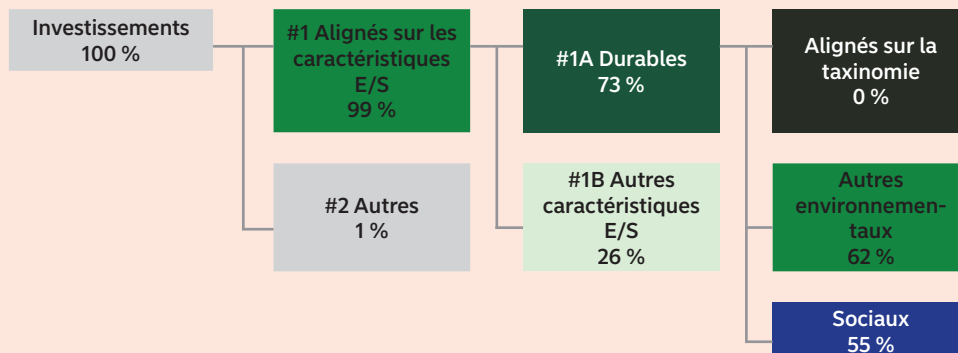 Investissements
100 %
#1 Alignés sur les
caractéristiques
E/S
99 %
#1A Durables
73 %
Alignés sur la
taxinomie
0 %
#2 Autres
1 %
#1B Autres
caractéristiques
E/S
26 %
Autres
environnemen-
taux
62 %
Sociaux
55 %